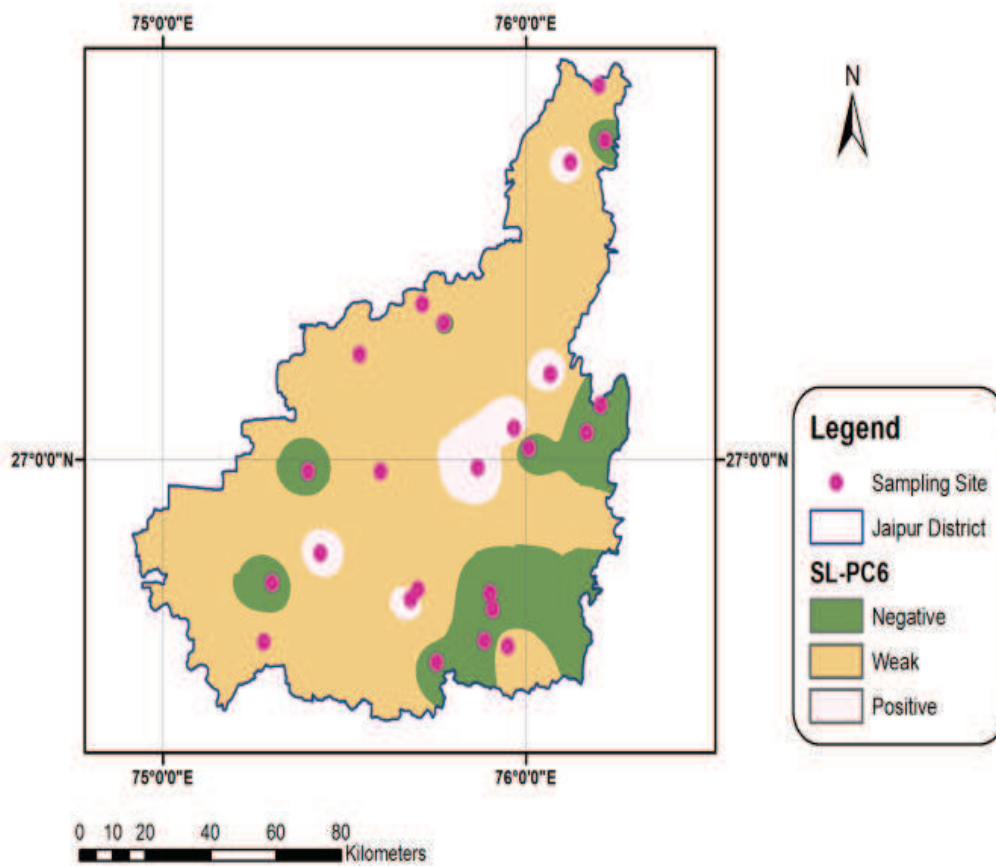 75°0'0"E 76°0'0"E
N
27°0'0"N 27°0'0"N
Legend
Sampling Site
Jaipur District
SL-PC6
Negative
Weak
Positive
75°0'0"E 76°0'0"E
0 10 20 40 60 80
Kilometers